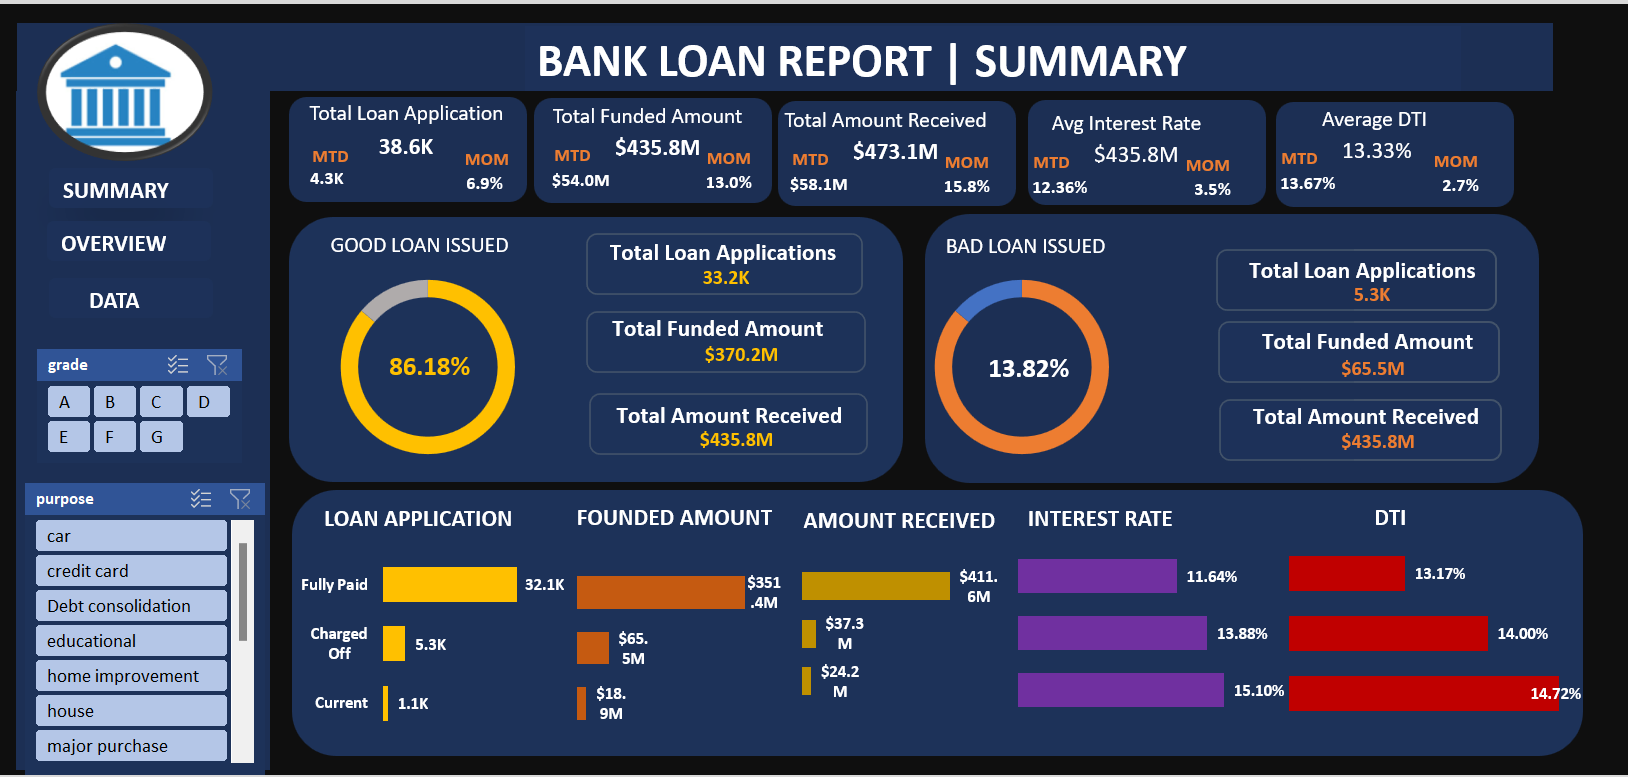 BANK LOAN REPORT | SUMMARY
SUMMARY
OVERVIEW
DATA
grade
A
B
C
D
E
F
G
purpose
car
credit card
Debt consolidation
educational
home improvement
house
major purchase
Total Loan Application
38.6K
MTD
MOM
4.3K
6.9%
Total Funded Amount
$435.8M
MTD
MOM
$54.0M
13.0%
Total Amount Received
$473.1M
MTD
MOM
$58.1M
15.8%
Avg Interest Rate
$435.8M
MTD
MOM
12.36%
3.5%
Average DTI
13.33%
MTD
MOM
13.67%
2.7%
GOOD LOAN ISSUED
86.18%
Total Loan Applications
33.2K
Total Funded Amount
$370.2M
Total Amount Received
$435.8M
BAD LOAN ISSUED
13.82%
Total Loan Applications
5.3K
Total Funded Amount
$65.5M
Total Amount Received
$435.8M
LOAN APPLICATION
Fully Paid
32.1K
Charged
Off
5.3K
Current
1.1K
FOUNDED AMOUNT
$351
.4M
$65.
5M
$18.
9M
AMOUNT RECEIVED
$411.
6M
$37.3
M
$24.2
M
INTEREST RATE
11.64%
13.88%
15.10%
DTI
13.17%
14.00%
14.72%